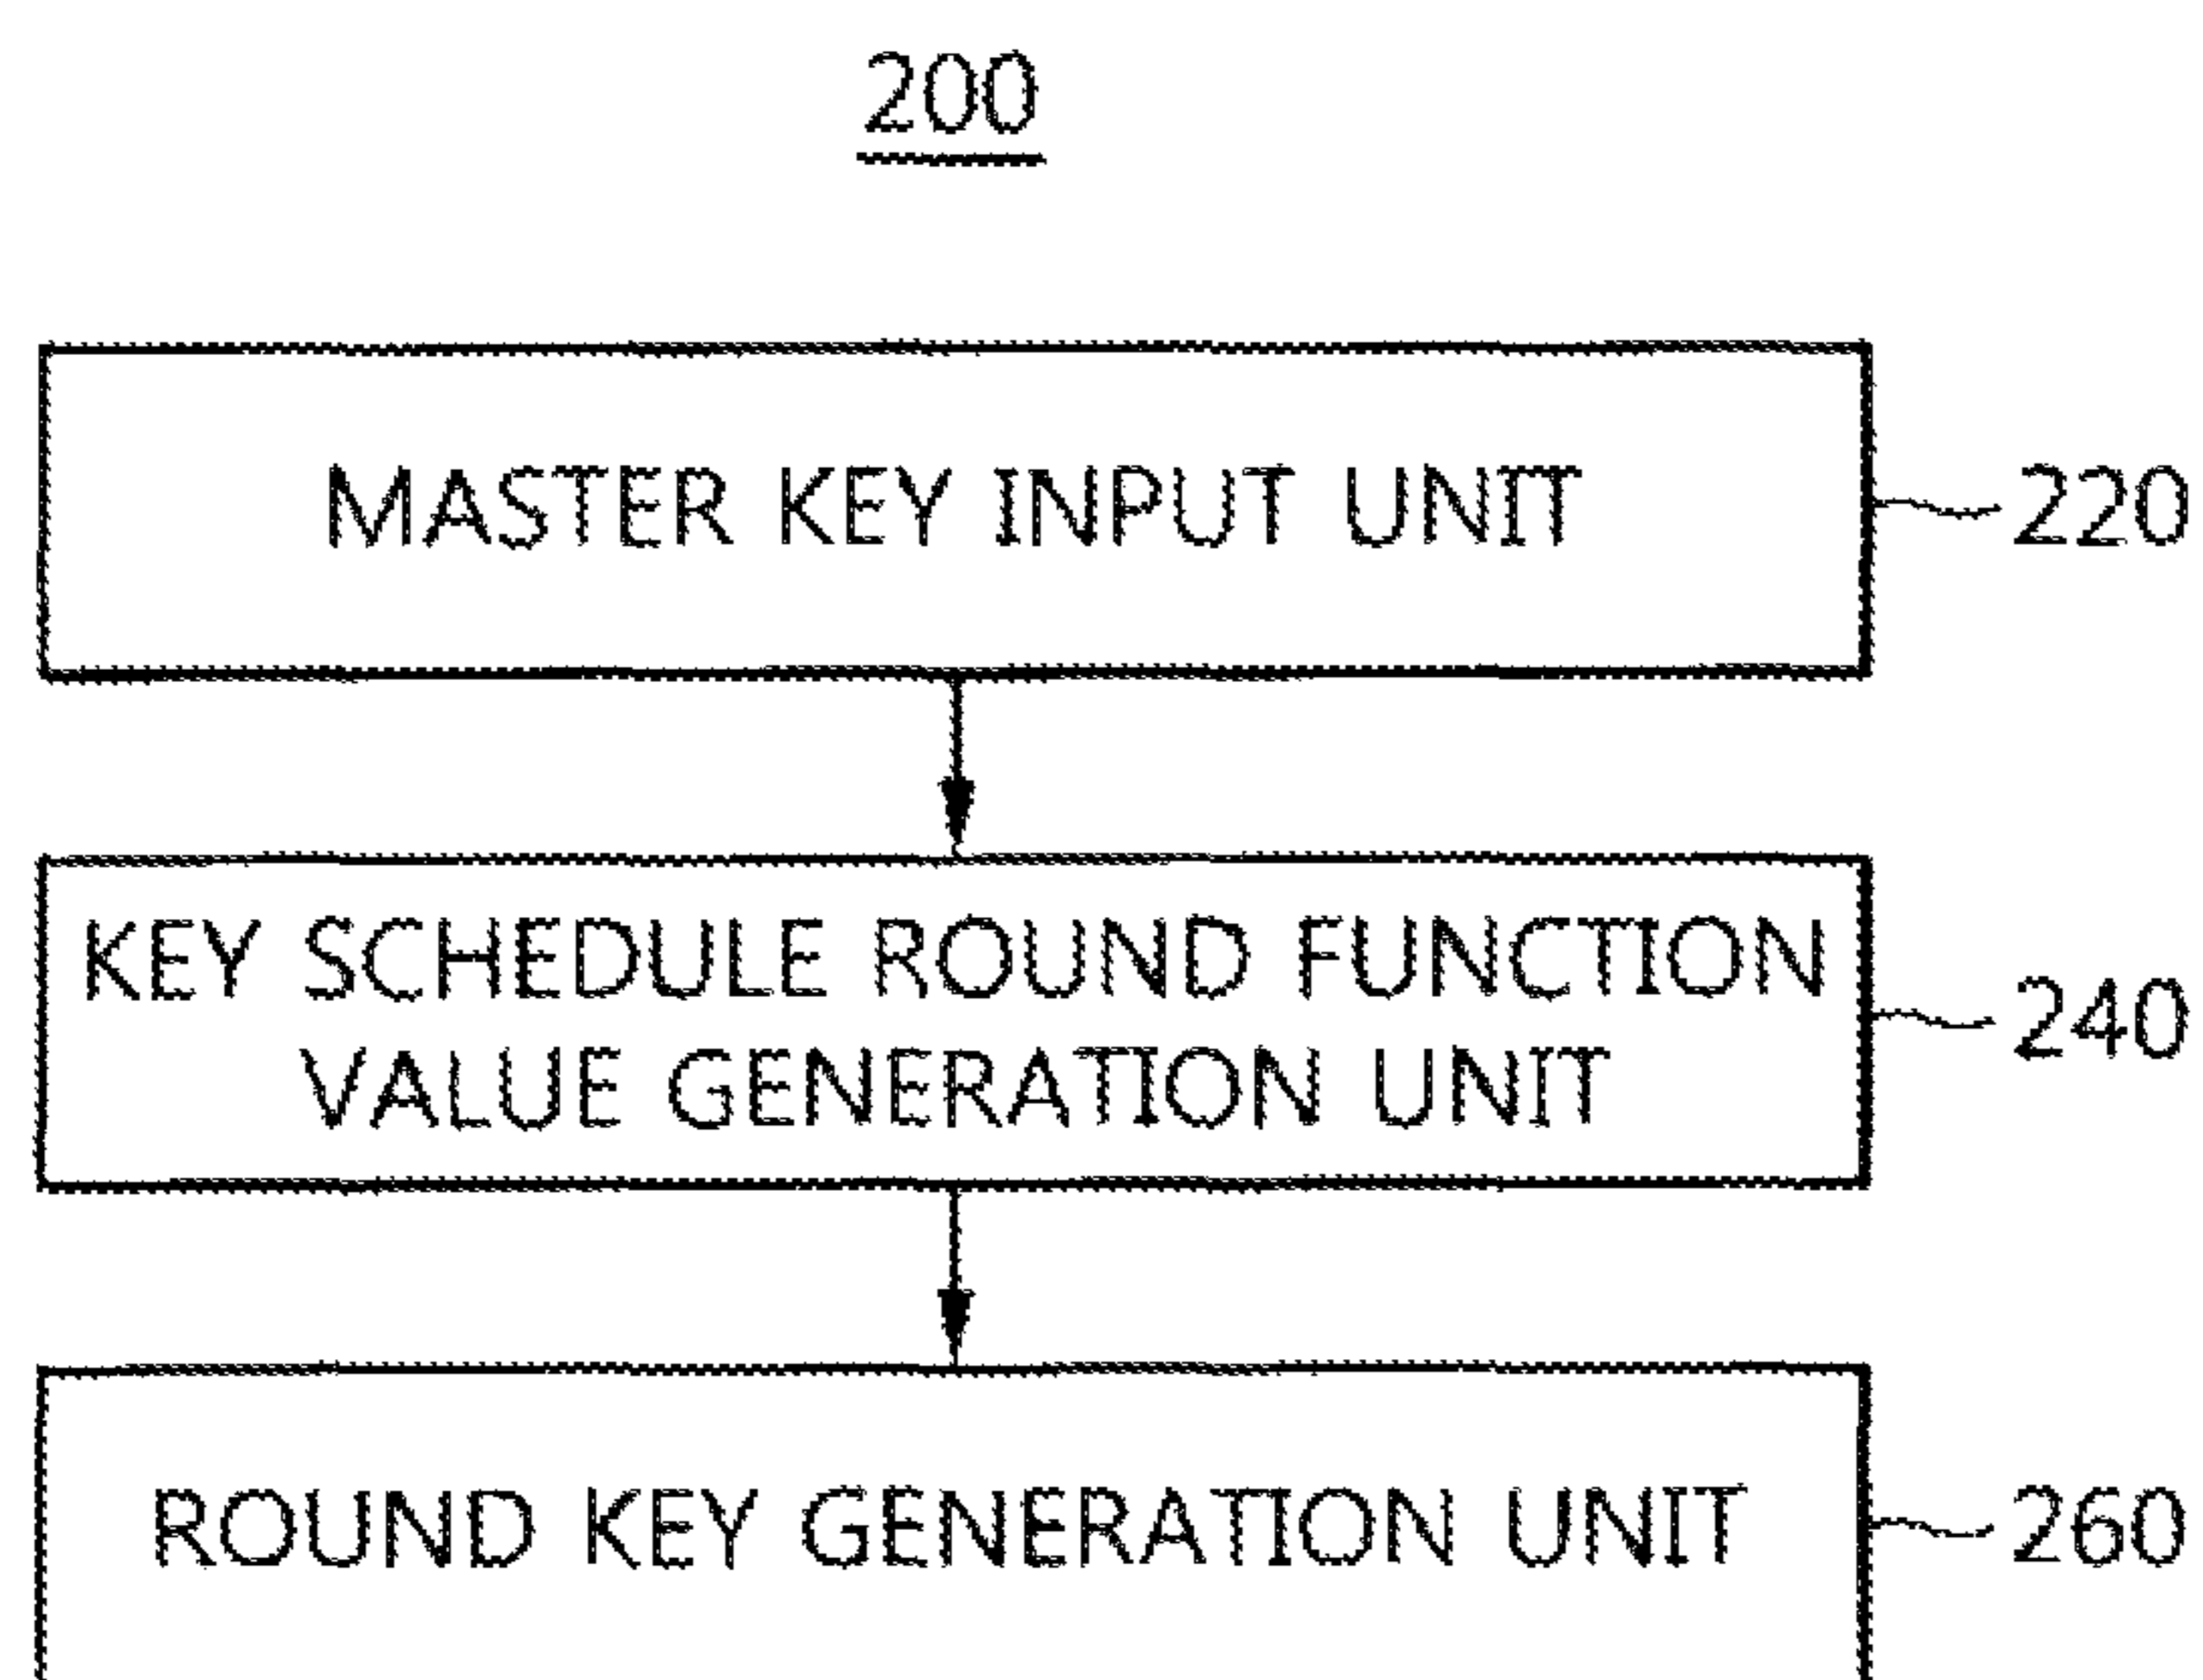 200
MASTER KEY INPUT UNIT
220
KEY SCHEDULE ROUND FUNCTION
VALUE GENERATION UNIT
240
ROUND KEY GENERATION UNIT
260